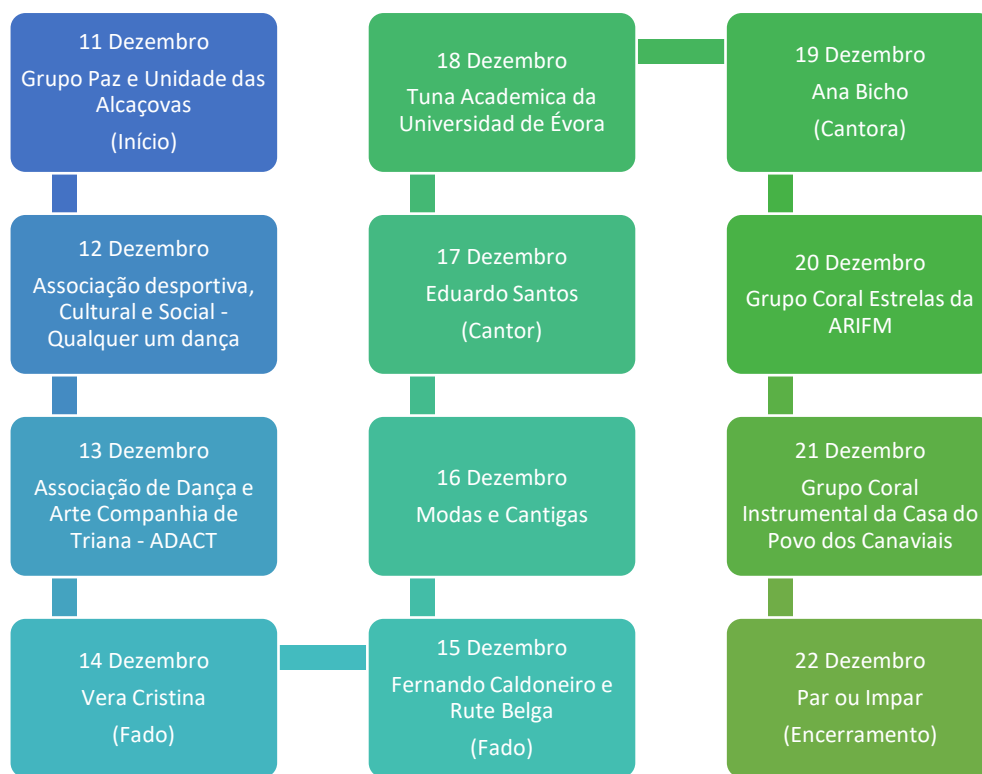 11 Dezembro
Grupo Paz e Unidade das
Alcaçovas
(Início)
12 Dezembro
Associação desportiva,
Cultural e Social -
Qualquer um dança
13 Dezembro
Associação de Dança e
Arte Companhia de
Triana - ADACT
14 Dezembro
Vera Cristina
(Fado)
15 Dezembro
Fernando Caldoneiro e
Rute Belga
(Fado)
16 Dezembro
Modas e Cantigas
17 Dezembro
Eduardo Santos
(Cantor)
18 Dezembro
Tuna Academica da
Universidad de Évora
19 Dezembro
Ana Bicho
(Cantora)
20 Dezembro
Grupo Coral Estrelas da
ARIFM
21 Dezembro
Grupo Coral
Instrumental da Casa do
Povo dos Canaviais
22 Dezembro
Par ou Impar
(Encerramento)